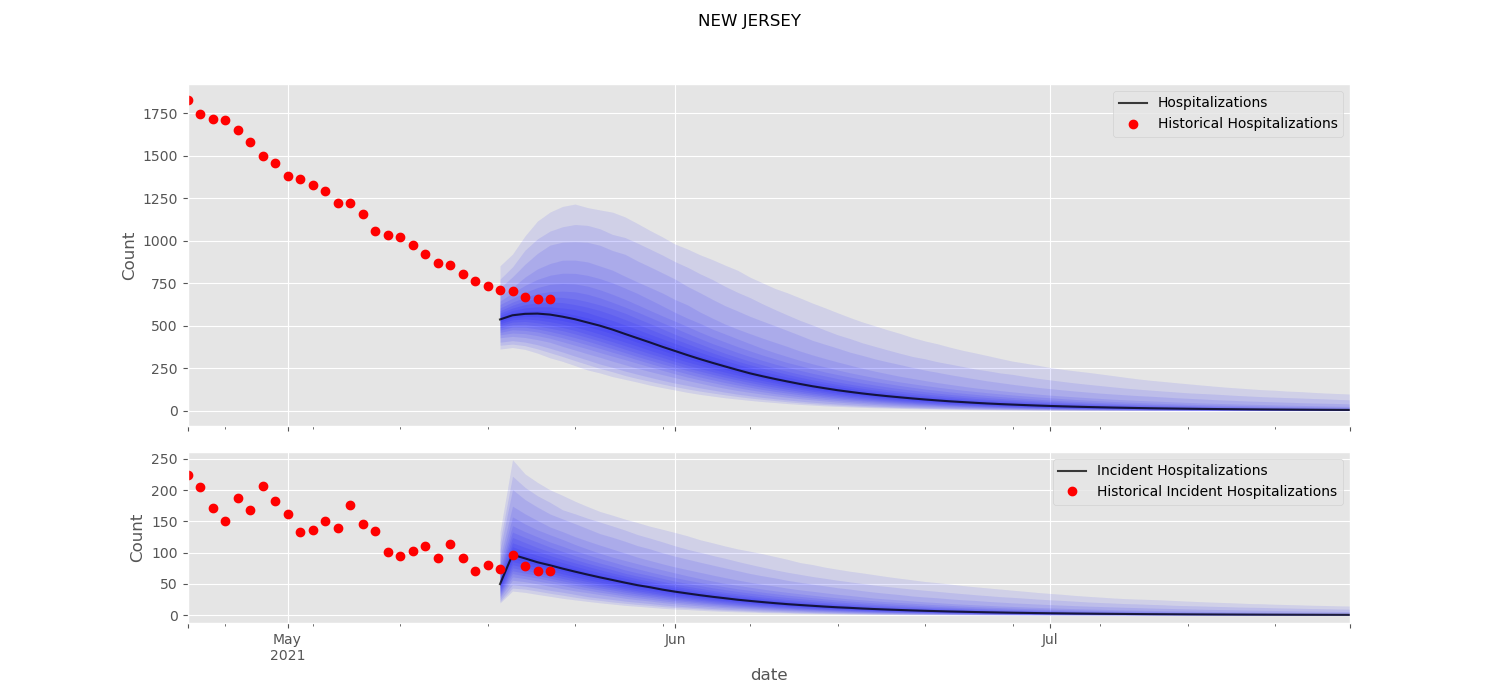 NEW JERSEY
1750
1500
1250
1000
750
500
250
0
Count
Hospitalizations
Historical Hospitalizations
250
200
150
100
50
0
Count
Incident Hospitalizations
Historical Incident Hospitalizations
May
2021
Jun
Jul
date